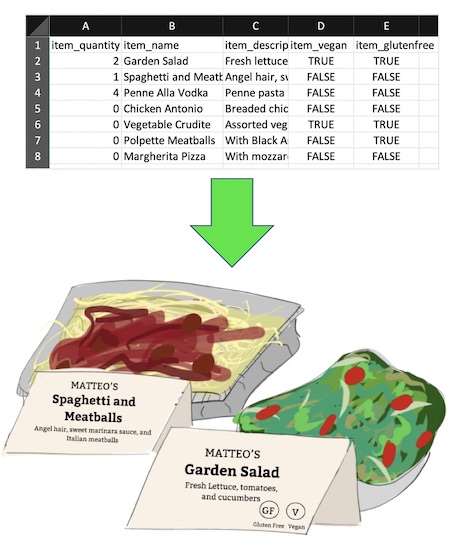 A B C D E
1 item_quantity item_name item_descrip item_vegan item_glutenfree
2 2 Garden Salad Fresh lettuce TRUE TRUE
3 1 Spaghetti and Meatb Angel hair, sw FALSE FALSE
4 4 Penne Alla Vodka Penne pasta FALSE FALSE
5 0 Chicken Antonio Breaded chic FALSE FALSE
6 0 Vegetable Crudite Assorted veg TRUE TRUE
7 0 Polpette Meatballs With Black A FALSE TRUE
8 0 Margherita Pizza With mozzar FALSE FALSE
MATTEO'S
Spaghetti and
Meatballs
Angel hair, sweet marinara sauce, and
Italian meatballs
MATTEO'S
Garden Salad
Fresh Lettuce, tomatoes,
and cucumbers
GF V
Gluten Free Vegan